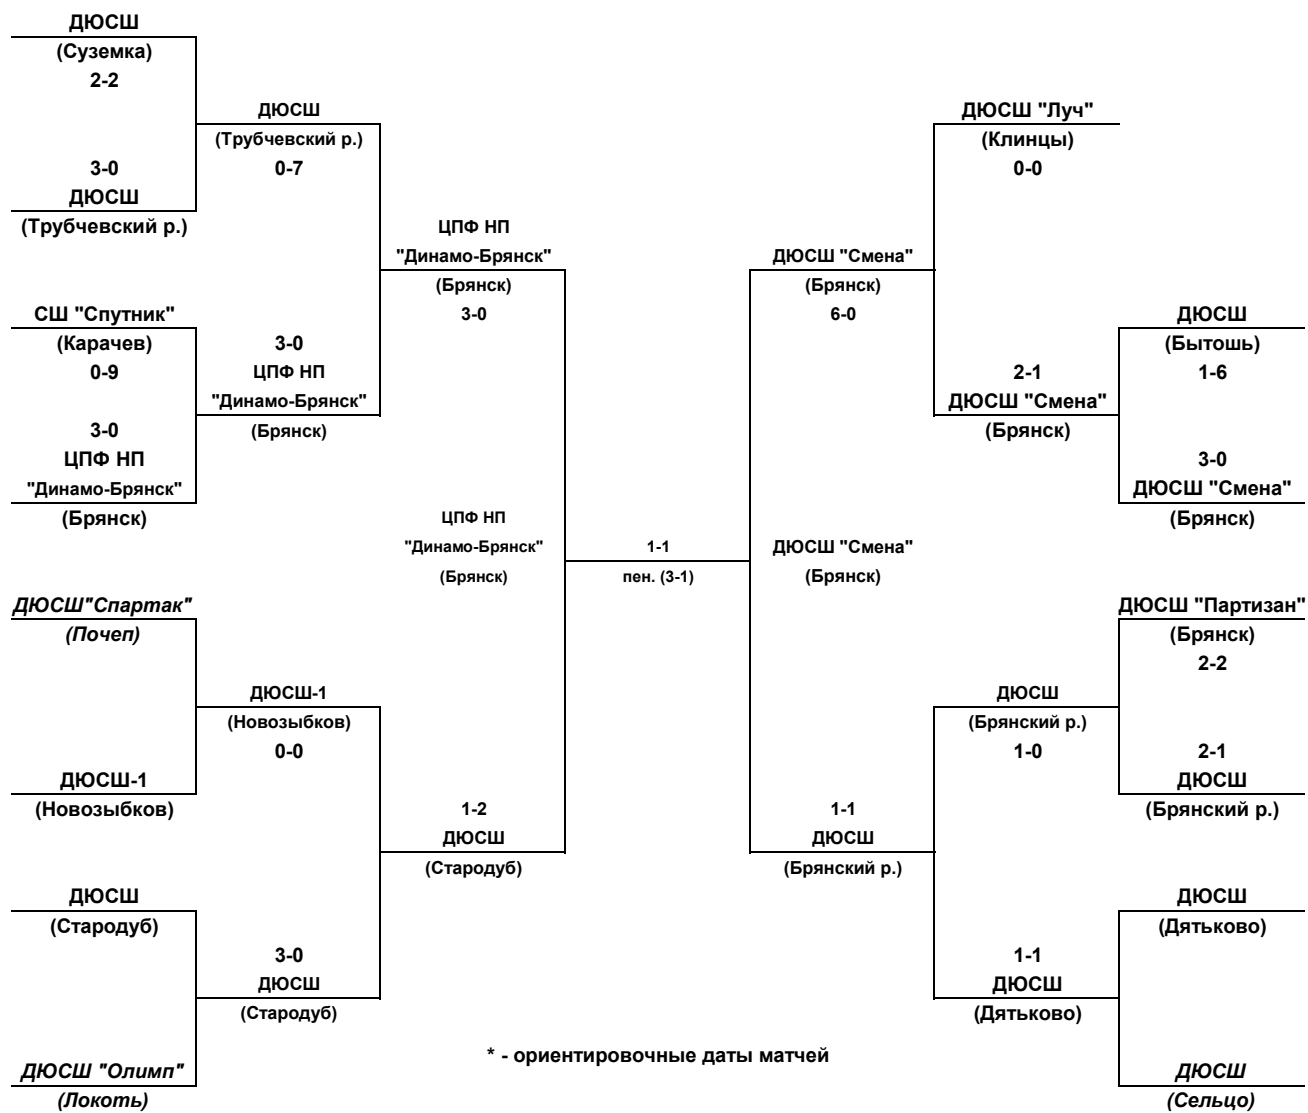 ДЮСШ
(Суземка)
2-2
3-0
ДЮСШ
(Трубчевский р.)
СШ "Спутник"
(Карачев)
0-9
3-0
ЦПФ НП
"Динамо-Брянск"
(Брянск)
ДЮСШ"Спартак"
(Почеп)
ДЮСШ-1
(Новозыбков)
ДЮСШ
(Стародуб)
ДЮСШ "Олимп"
(Локоть)
ДЮСШ
(Трубчевский р.)
0-7
3-0
ЦПФ НП
"Динамо-Брянск"
(Брянск)
ДЮСШ-1
(Новозыбков)
0-0
3-0
ДЮСШ
(Стародуб)
ЦПФ НП
"Динамо-Брянск"
(Брянск)
3-0
ЦПФ НП
"Динамо-Брянск"
(Брянск)
1-2
ДЮСШ
(Стародуб)
1-1
пен. (3-1)
ДЮСШ "Смена"
(Брянск)
6-0
ДЮСШ "Смена"
(Брянск)
1-1
ДЮСШ
(Брянский р.)
ДЮСШ "Луч"
(Клинцы)
0-0
2-1
ДЮСШ "Смена"
(Брянск)
ДЮСШ
(Брянский р.)
1-0
1-1
ДЮСШ
(Дятьково)
ДЮСШ
(Бытошь)
1-6
3-0
ДЮСШ "Смена"
(Брянск)
ДЮСШ "Партизан"
(Брянск)
2-2
2-1
ДЮСШ
(Брянский р.)
ДЮСШ
(Дятьково)
ДЮСШ
(Сельцо)
* - ориентировочные даты матчей